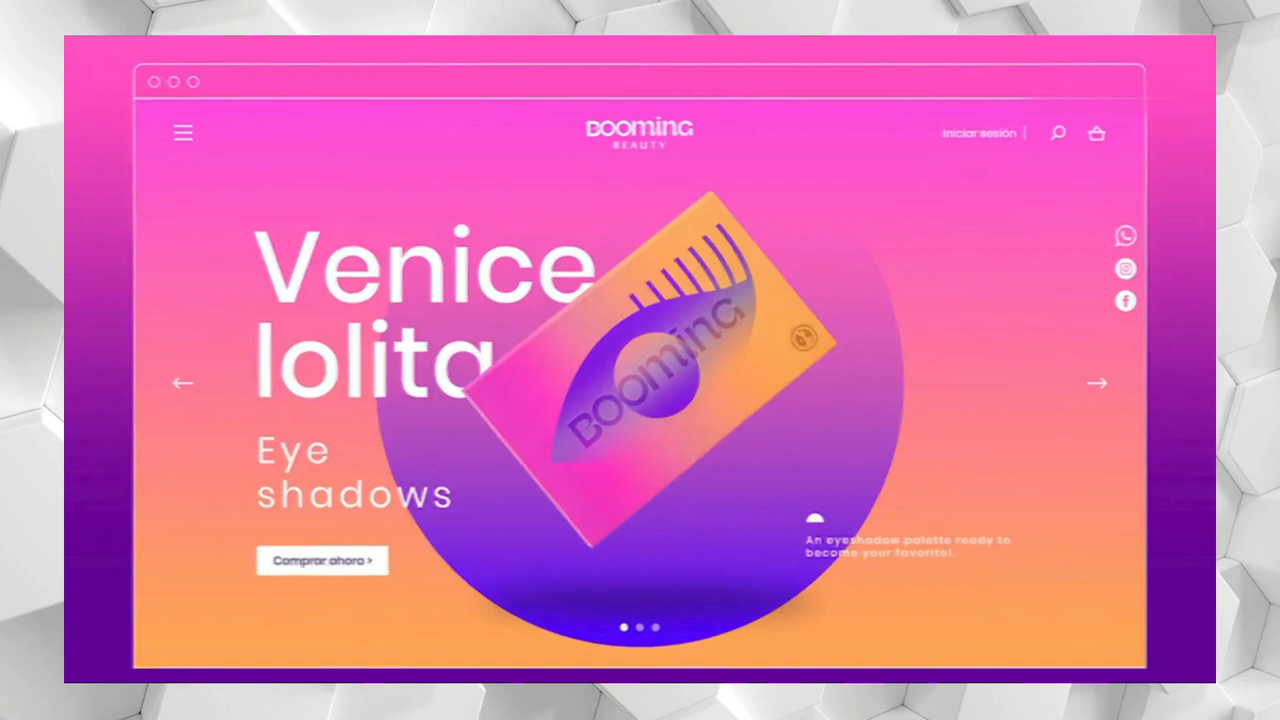 BOOMING
BEAUTY
Iniciar sesión |
Venice
lolita
BOOMING
Eye
shadows
Comprar ahora >
An eyeshadow palette ready to
become your favorite!.